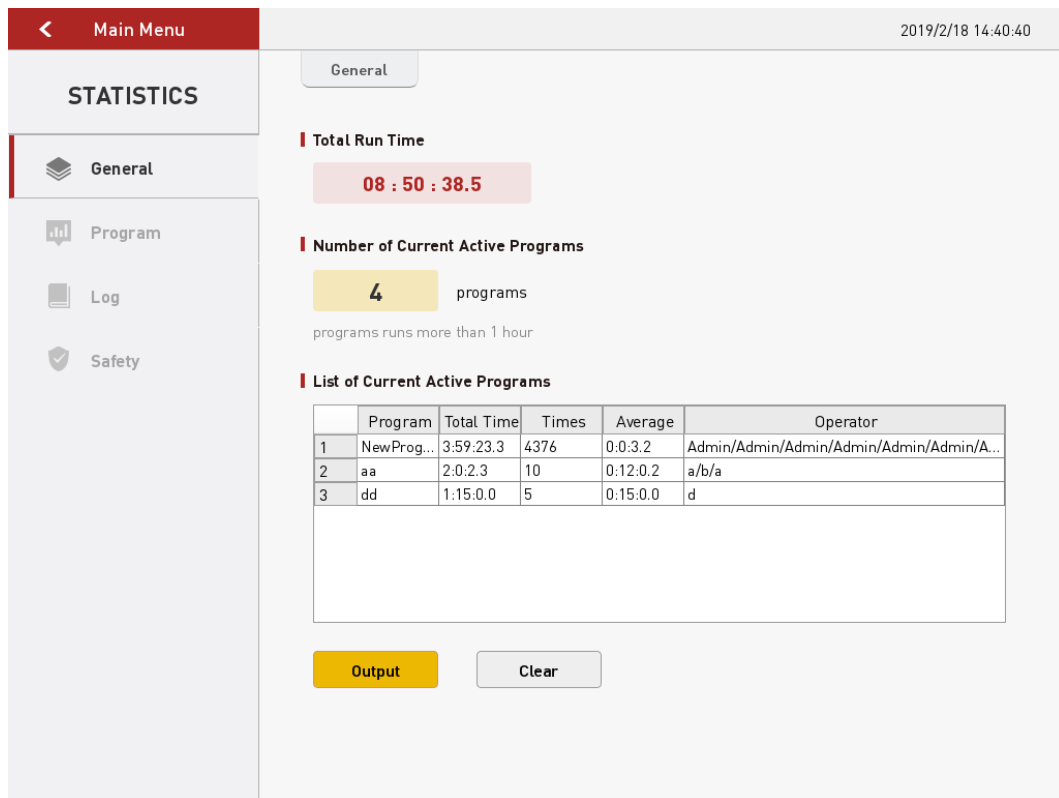 Main Menu
2019/2/18 14:40:40
STATISTICS
General
Program
Log
Safety
General
Total Run Time
08 : 50 : 38.5
Number of Current Active Programs
4 programs
programs runs more than 1 hour
List of Current Active Programs
Program Total Time Times Average Operator
1 NewProg... 3:59:23.3 4376 0:0:3.2 Admin/Admin/Admin/Admin/Admin/Admin/A...
2 aa 2:0:2.3 10 0:12:0.2 a/b/a
3 dd 1:15:0.0 5 0:15:0.0 d
Output Clear